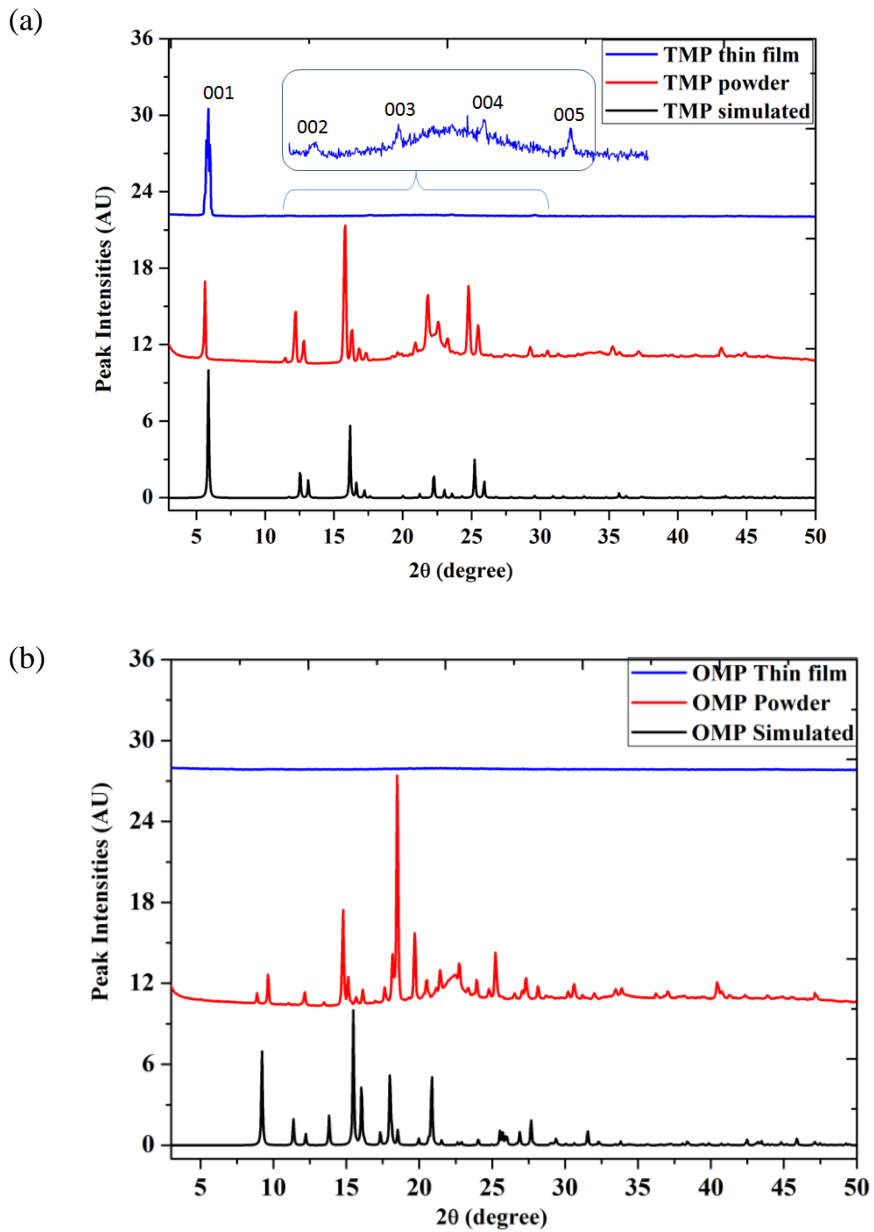 (a)
36
30
24
18
12
6
0
Peak Intensities (AU)
TMP thin film
TMP powder
TMP simulated
001
002
003
004
005
5 10 15 20 25 30 35 40 45 50
2θ (degree)
(b)
36
30
24
18
12
6
0
Peak Intensities (AU)
OMP Thin film
OMP Powder
OMP Simulated
5 10 15 20 25 30 35 40 45 50
2θ (degree)